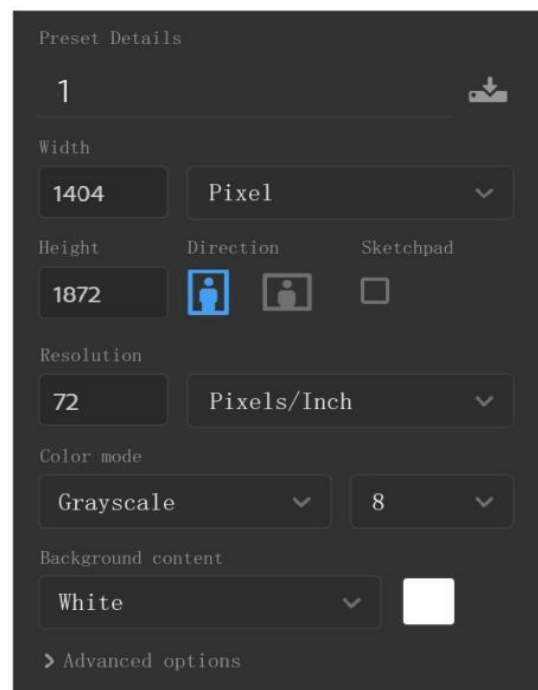 Preset Details
1
Width
1404 Pixel
Height Direction Sketchpad
1872
Resolution
72 Pixels/Inch
Color mode
Grayscale 8
Background content
White
Advanced options